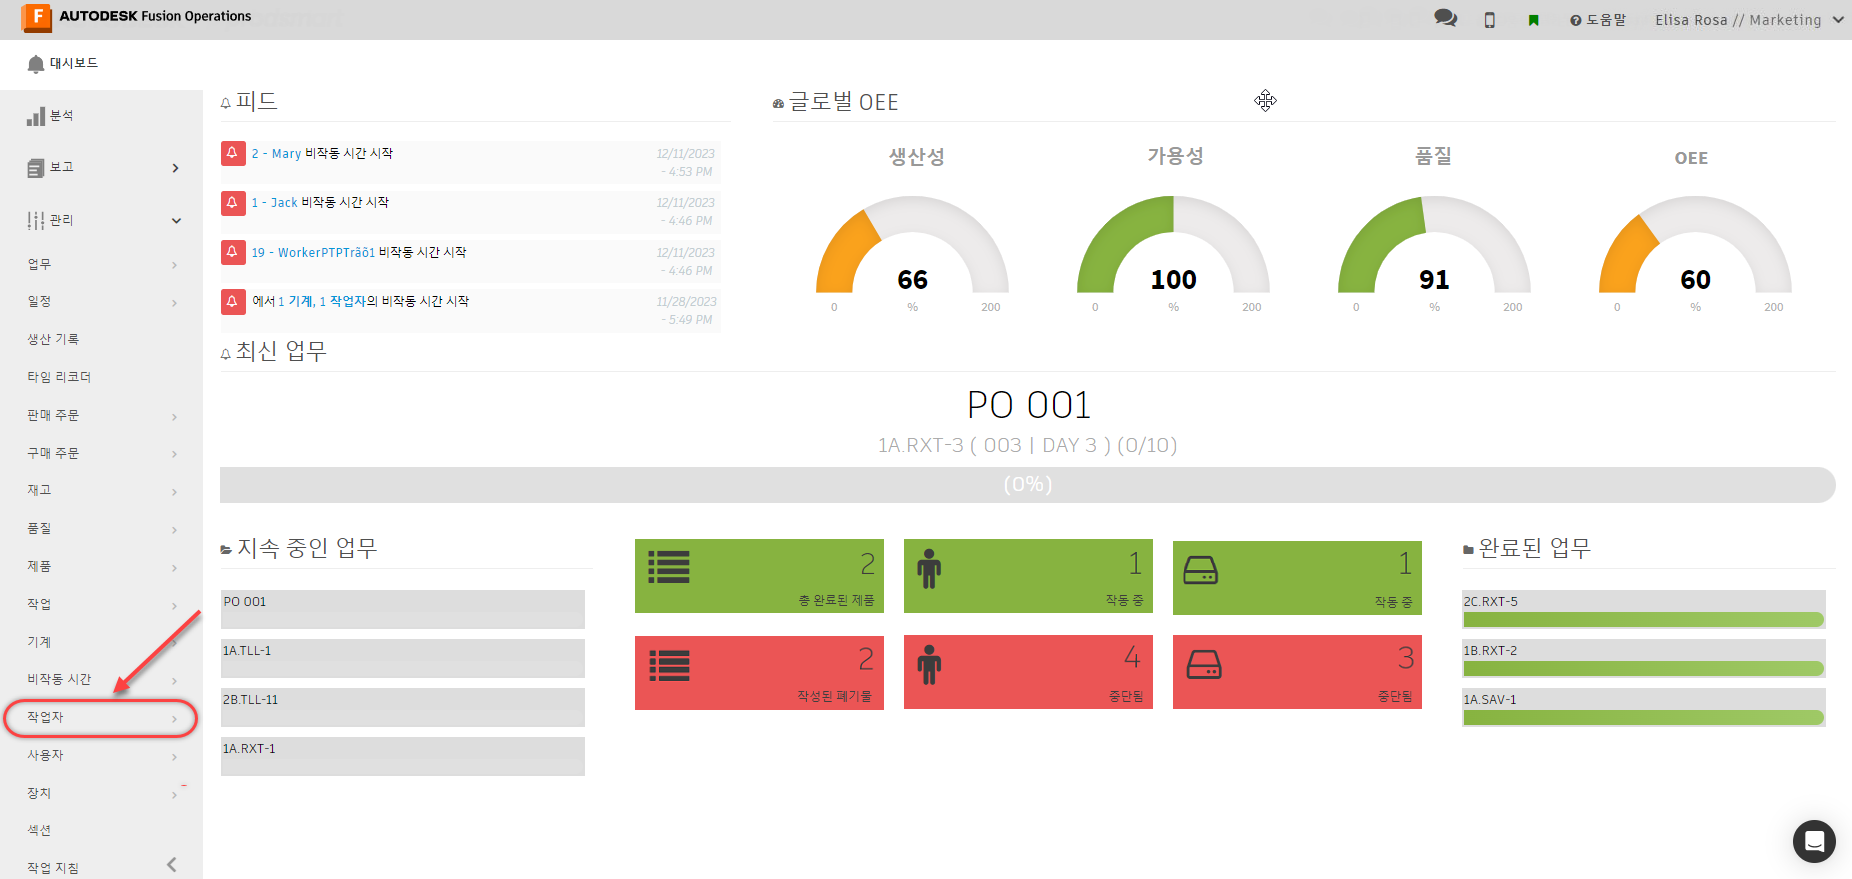 AUTODESK Fusion Operations
도움말
Elisa Rosa // Marketing
대시보드
분석
보고
관리
업무
일정
생산 기록
타임 리코더
판매 주문
구매 주문
재고
품질
제품
작업
기계
비작동 시간
작업자
사용자
장치
섹션
작업 지침
피드
2 - Mary 비작동 시간 시작
12/11/2023
- 4:53 PM
1 - Jack 비작동 시간 시작
12/11/2023
- 4:46 PM
19 - WorkerPTPTrãõ1 비작동 시간 시작
12/11/2023
- 4:46 PM
에서 1 기계, 1 작업자의 비작동 시간 시작
11/28/2023
- 5:49 PM
글로벌 OEE
생산성
66
0 % 200
가용성
100
0 % 200
품질
91
0 % 200
OEE
60
0 % 200
최신 업무
PO 001
1A.RXT-3 ( 003 | DAY 3 ) (0/10)
(0%)
지속 중인 업무
PO 001
1A.TLL-1
2B.TLL-11
1A.RXT-1
2
총 완료된 제품
1
작동 중
1
작동 중
2
작성된 폐기물
4
중단됨
3
중단됨
완료된 업무
2C.RXT-5
1B.RXT-2
1A.SAV-1